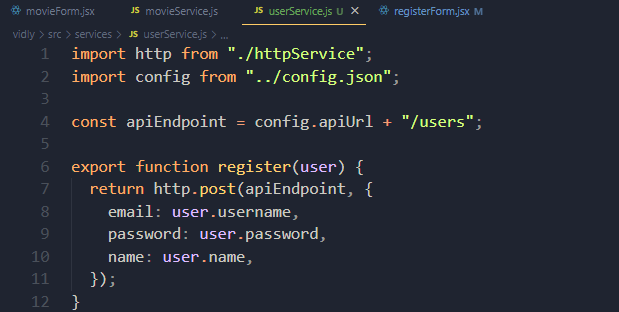 movieForm.jsx JS movieService.js JS userService.js U × registerForm.jsx M
vidly > src > services > JS userService.js > ...
1 import http from "./httpService";
2 import config from "../config.json";
3
4 const apiEndpoint = config.apiUrl + "/users";
5
6 export function register(user) {
7 return http.post(apiEndpoint, {
8 email: user.username,
9 password: user.password,
10 name: user.name,
11 });
12 }